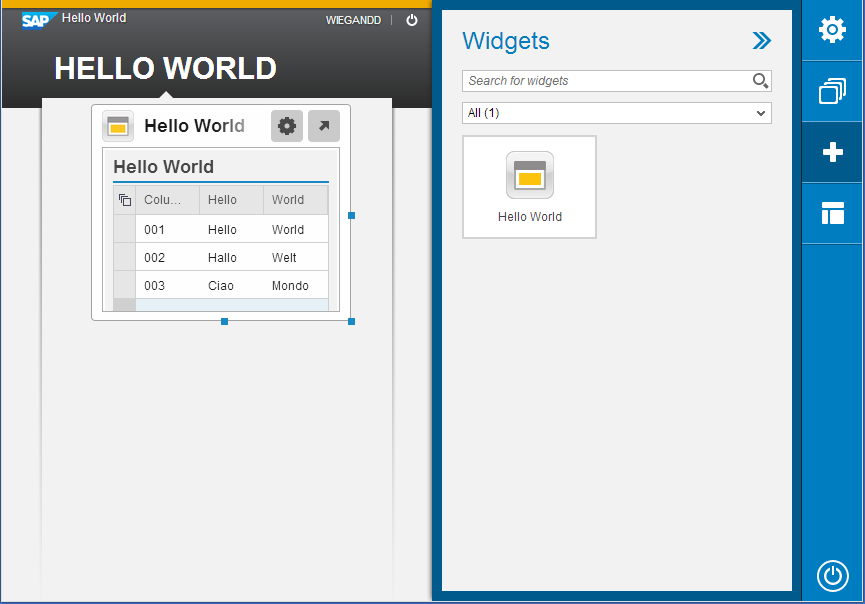 SAP Hello World
WIEGANDD
HELLO WORLD
Hello World
Hello World
Colu... Hello World
001 Hello World
002 Hallo Welt
003 Ciao Mondo
Widgets
Search for widgets
All (1)
Hello World